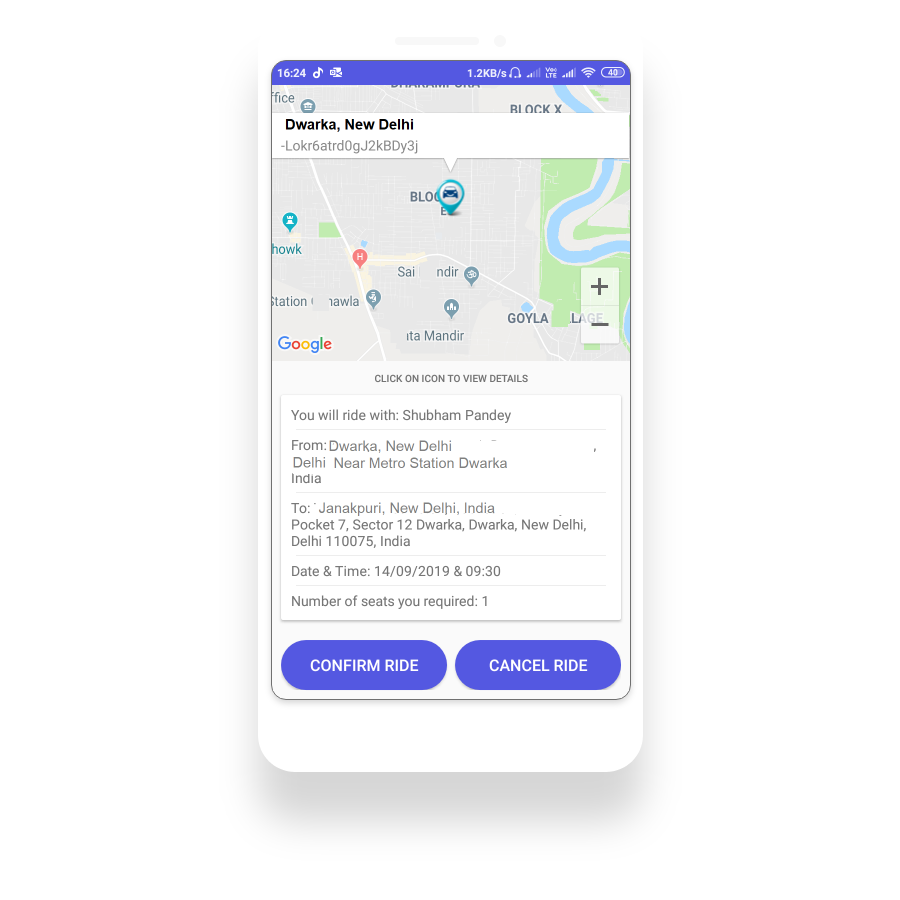 16:24 1.2KB/s Vo LTE 40
ffice
BLOCK X
Dwarka, New Delhi
-Lokr6atrd0gJ2kBDy3j
BLOC
E
howk
H
Sai ndir
Station hawla
GOYLA LAGE
ta Mandir
+
−
Google
CLICK ON ICON TO VIEW DETAILS
You will ride with: Shubham Pandey
From: Dwarka, New Delhi ,
Delhi Near Metro Station Dwarka
India
To: Janakpuri, New Delhi, India
Pocket 7, Sector 12 Dwarka, Dwarka, New Delhi,
Delhi 110075, India
Date & Time: 14/09/2019 & 09:30
Number of seats you required: 1
CONFIRM RIDE CANCEL RIDE